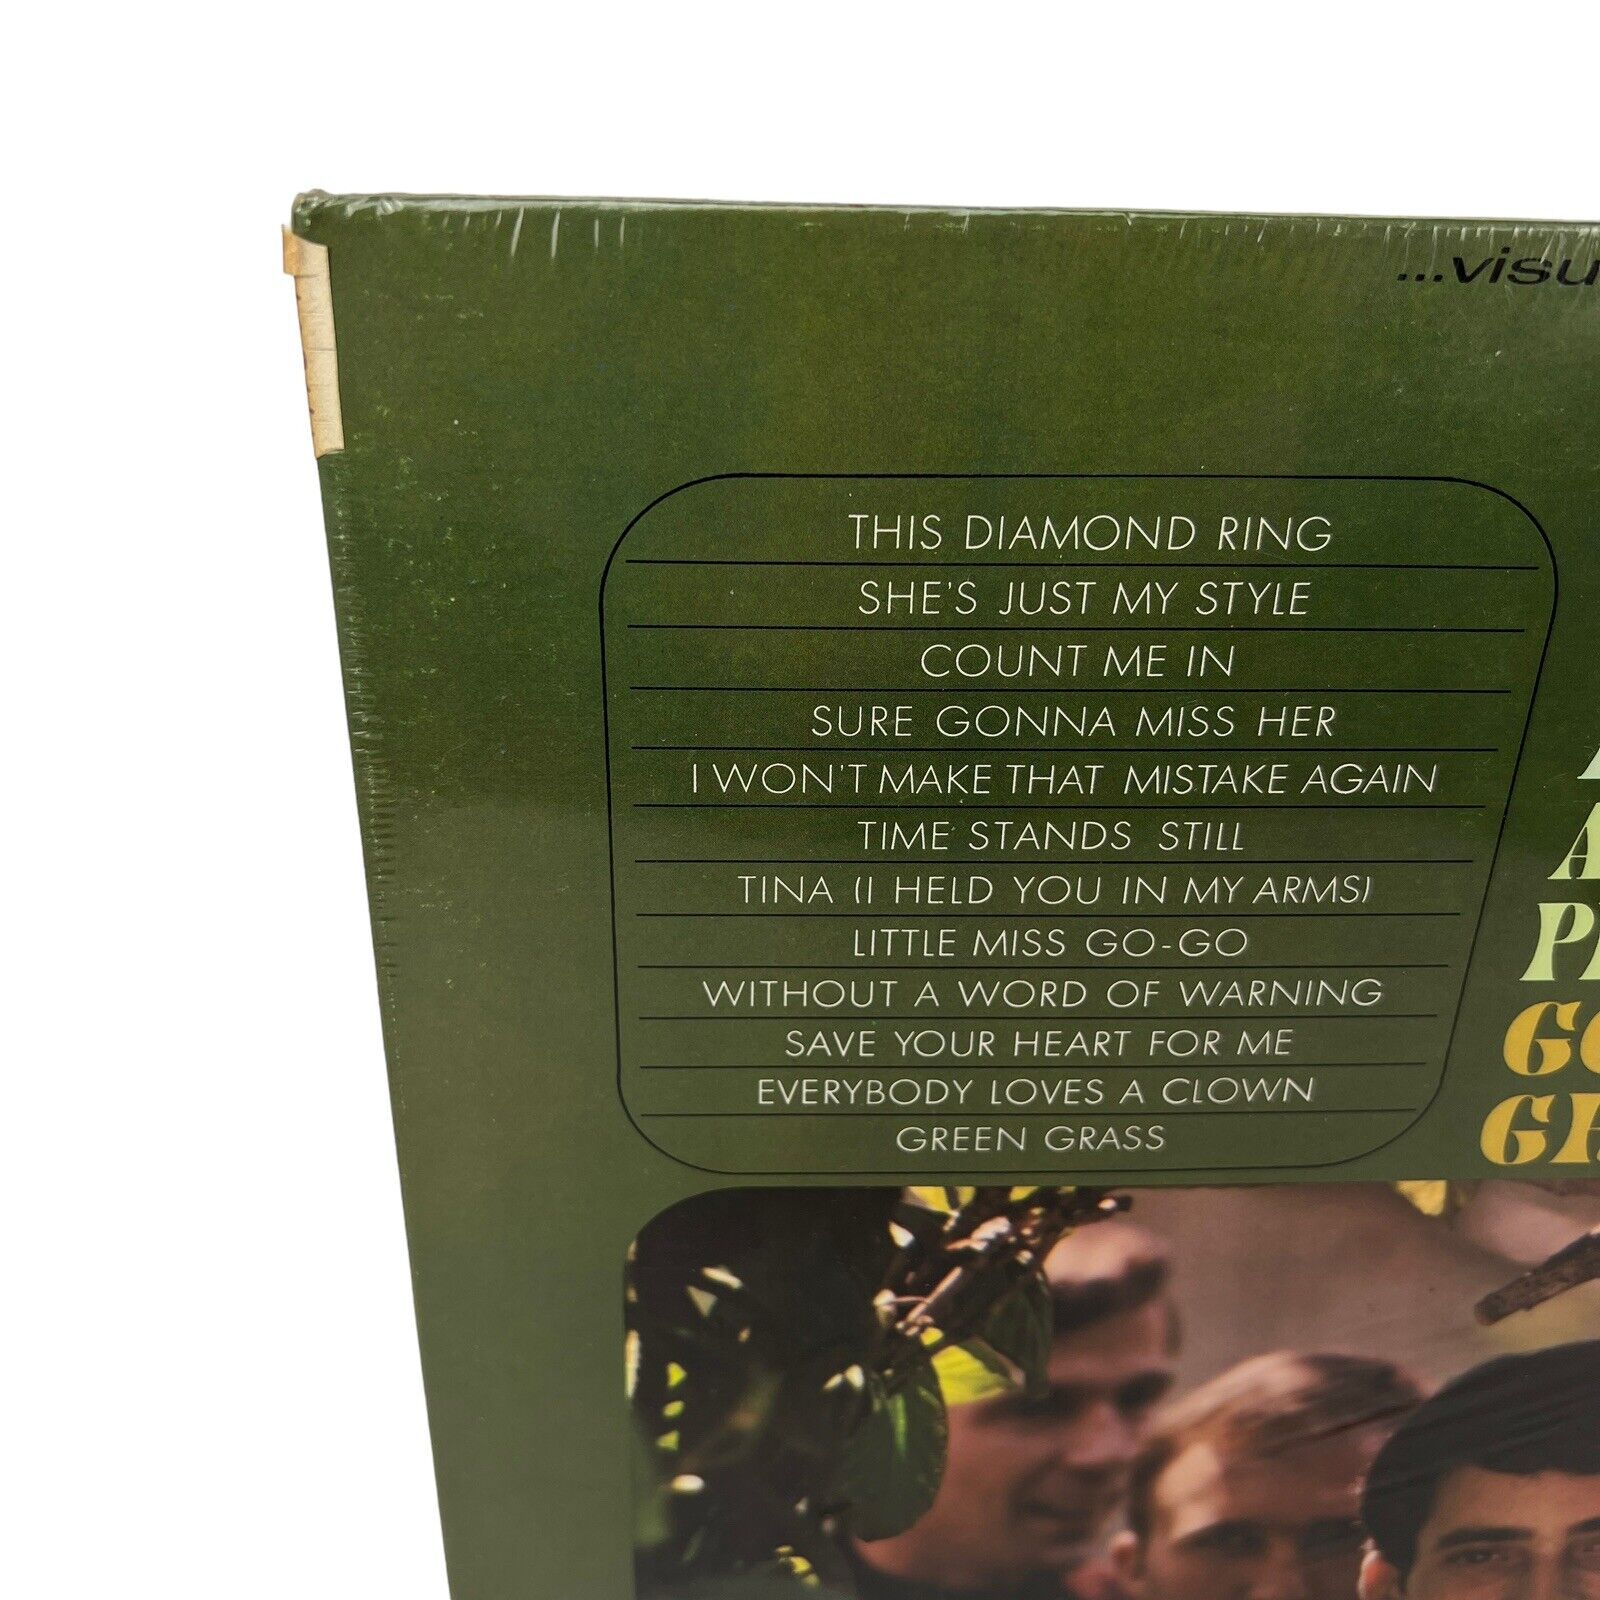 ...visu
THIS DIAMOND RING
SHE'S JUST MY STYLE
COUNT ME IN
SURE GONNA MISS HER
I WON'T MAKE THAT MISTAKE AGAIN
TIME STANDS STILL
TINA (I HELD YOU IN MY ARMS)
LITTLE MISS GO-GO
WITHOUT A WORD OF WARNING
SAVE YOUR HEART FOR ME
EVERYBODY LOVES A CLOWN
GREEN GRASS